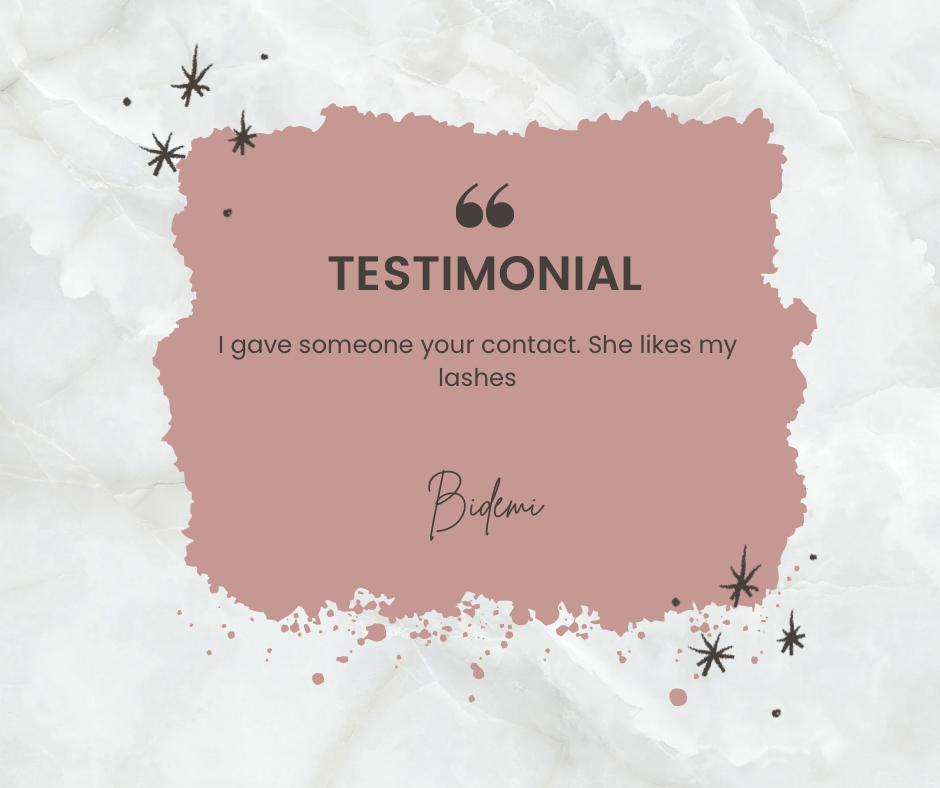 ❝
TESTIMONIAL
I gave someone your contact. She likes my
lashes
Bidemi